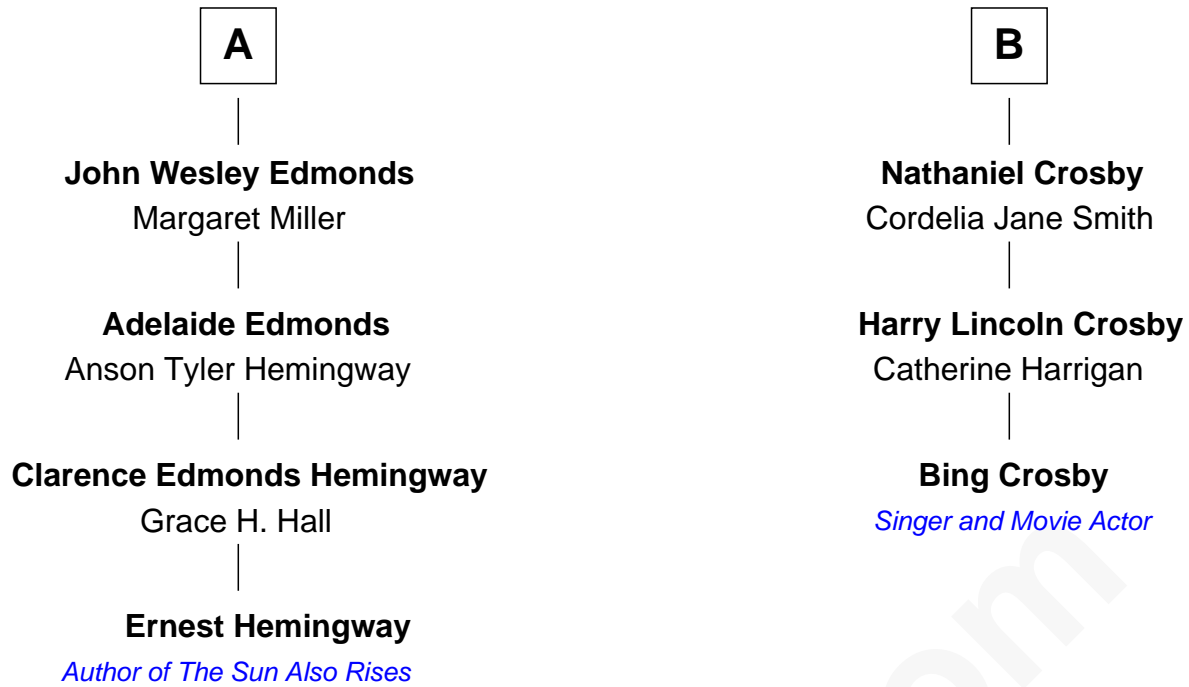 A
John Wesley Edmonds
Margaret Miller
Adelaide Edmonds
Anson Tyler Hemingway
Clarence Edmonds Hemingway
Grace H. Hall
Ernest Hemingway
Author of The Sun Also Rises
B
Nathaniel Crosby
Cordelia Jane Smith
Harry Lincoln Crosby
Catherine Harrigan
Bing Crosby
Singer and Movie Actor
om